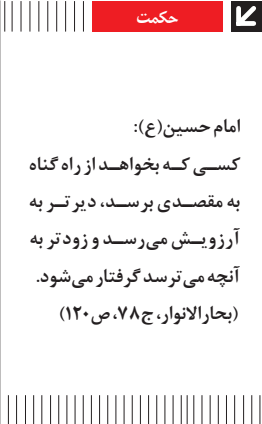 حکمت
امام حسین(ع):
کسی که بخواهد از راه گناه
به مقصدی برسد، دیرتر به
آرزویش می‌رسد و زودتر به
آنچه می‌ترسد گرفتار می‌شود.
(بحارالانوار، ج۷۸، ص۱۲۰)